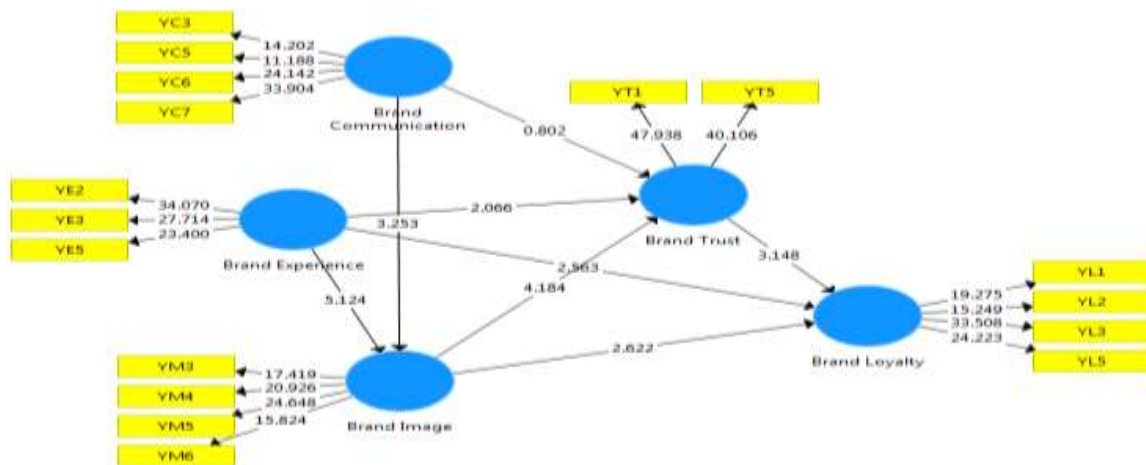 YC3
YC5
YC6
YC7
14.202
11.188
24.142
33.904
Brand
Communication
YT1
YT5
47.938
40.106
0.802
YE2
YE3
YE5
34.070
27.714
23.400
Brand Experience
2.066
3.253
Brand Trust
2.563
3.148
5.124
4.184
YL1
YL2
YL3
YL5
19.275
15.249
33.508
24.223
Brand Loyalty
2.622
YM3
YM4
YM5
YM6
17.419
20.926
24.648
15.824
Brand Image